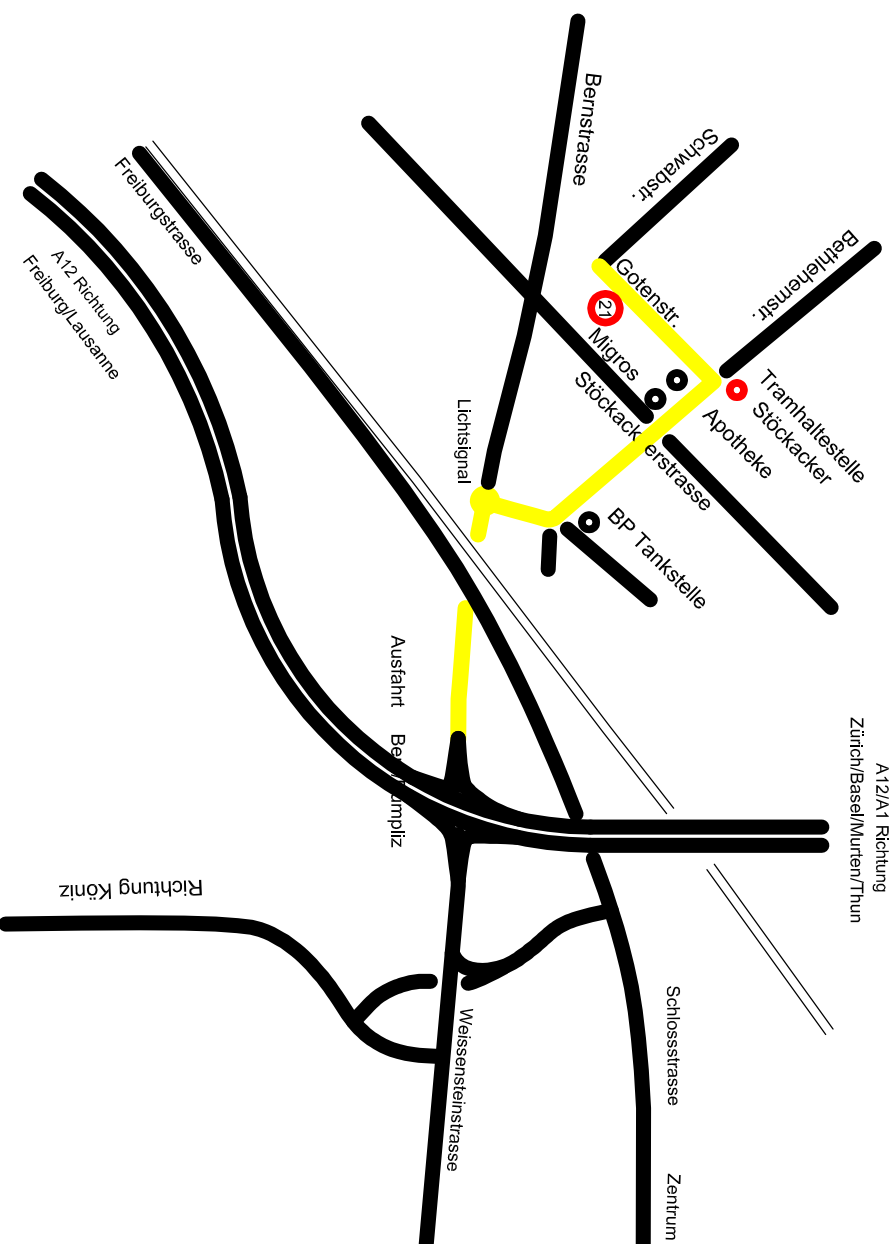 Bernstrasse
Schwabstr.
Freiburgstrasse
Bethlehemstr.
Gotenstr.
A12 Richtung
Freiburg/Lausanne
21
Migros
Tramhaltestelle
Stöckacker
Stöckackerstrasse
Apotheke
Lichtsignal
BP Tankstelle
Ausfahrt
A12/A1 Richtung
Zürich/Basel/Murten/Thun
Richtung Köniz
Schlossstrasse
Weissensteinstrasse
Zentrum